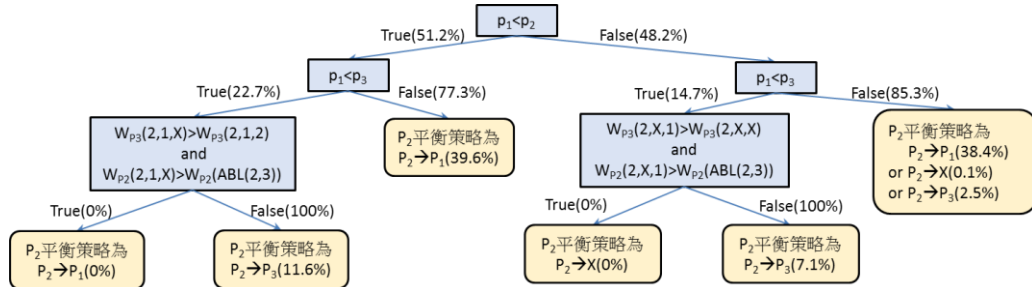 p₁<p₂
True(51.2%)
False(48.2%)
p₁<p₃
p₁<p₃
True(22.7%)
False(77.3%)
True(14.7%)
False(85.3%)
W_P3(2,1,X)>W_P3(2,1,2)
and
W_P2(2,1,X)>W_P2(ABL(2,3))
P₂平衡策略為
P₂→P₁(39.6%)
W_P3(2,X,1)>W_P3(2,X,X)
and
W_P2(2,X,1)>W_P2(ABL(2,3))
P₂平衡策略為
P₂→P₁(38.4%)
or P₂→X(0.1%)
or P₂→P₃(2.5%)
True(0%)
False(100%)
True(0%)
False(100%)
P₂平衡策略為
P₂→P₁(0%)
P₂平衡策略為
P₂→P₃(11.6%)
P₂平衡策略為
P₂→X(0%)
P₂平衡策略為
P₂→P₃(7.1%)